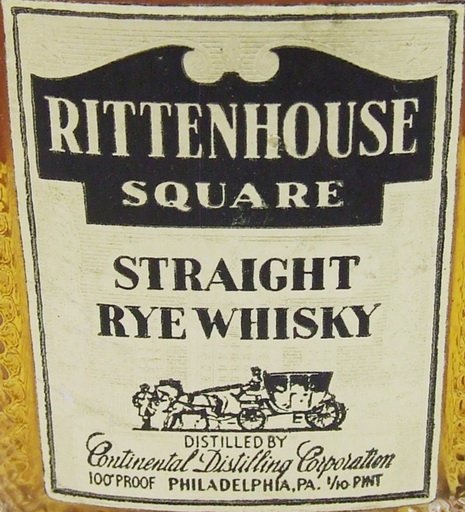 RITTENHOUSE
SQUARE
STRAIGHT
RYE WHISKY
DISTILLED BY
Continental Distilling Corporation
100° PROOF PHILADELPHIA, PA. 1/10 PINT